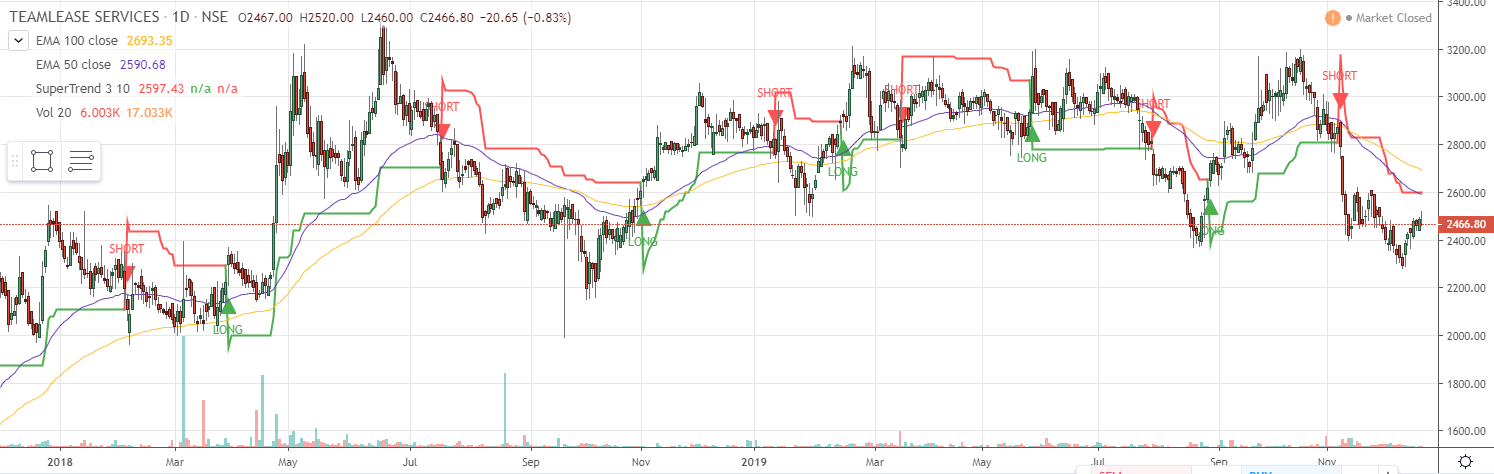 TEAMLEASE SERVICES · 1D · NSE O2467.00 H2520.00 L2460.00 C2466.80 −20.65 (−0.83%)
! Market Closed
EMA 100 close 2693.35
EMA 50 close 2590.68
SuperTrend 3 10 2597.43 n/a n/a
Vol 20 6.003K 17.033K
3400.00
3200.00
3000.00
2800.00
2600.00
2466.80
2400.00
2200.00
2000.00
1800.00
1600.00
SHORT
LONG
SHORT
LONG
SHORT
LONG
SHORT
LONG
SHORT
LONG
SHORT
2018 Mar May Jul Sep Nov 2019 Mar May Jul Sep Nov
SELL BUY